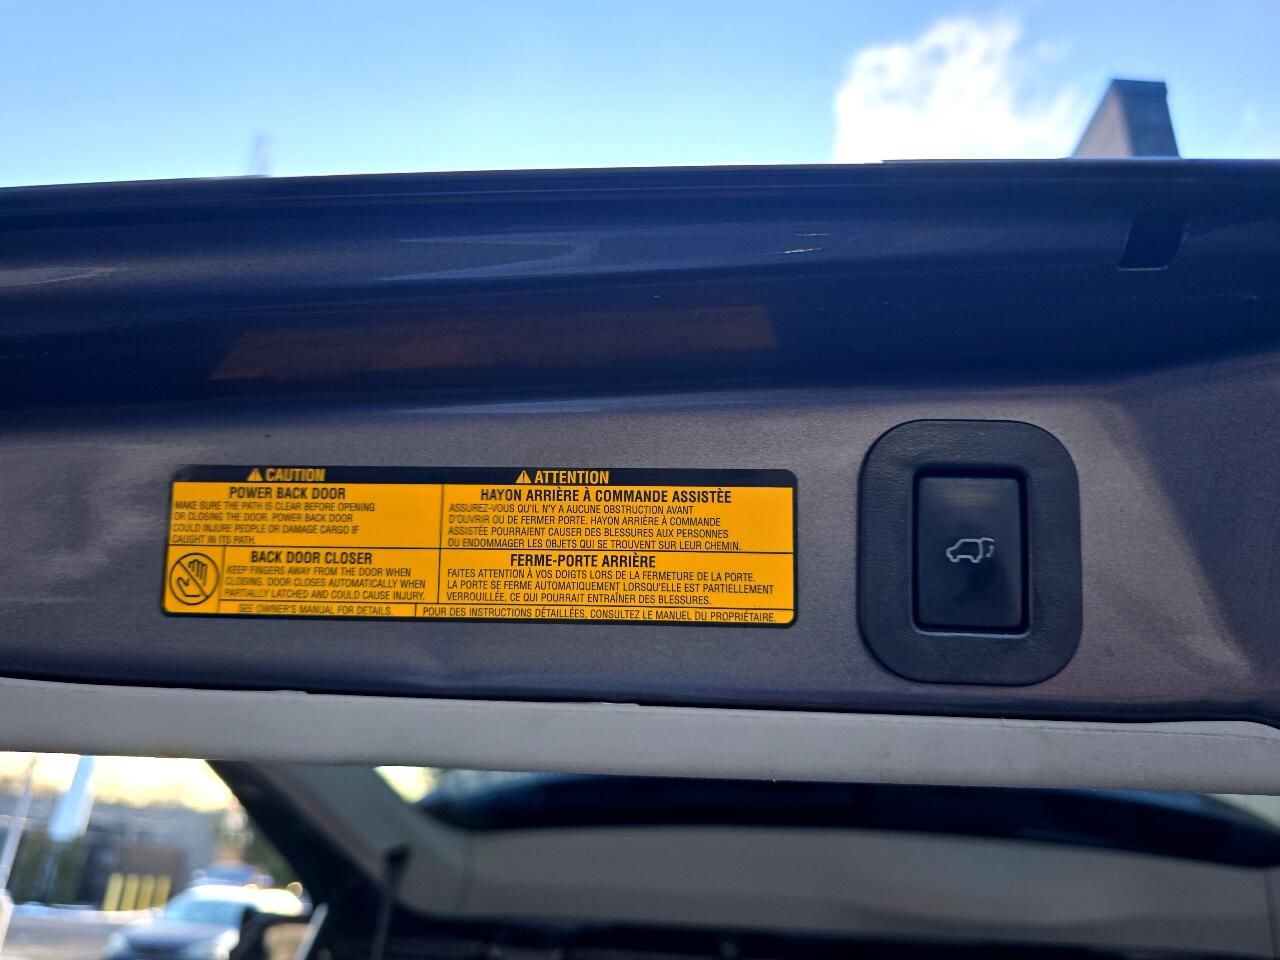 CAUTION
POWER BACK DOOR
MAKE SURE THE PATH IS CLEAR BEFORE OPENING
OR CLOSING THE DOOR. POWER BACK DOOR
COULD INJURE PEOPLE OR DAMAGE CARGO IF
CAUGHT IN ITS PATH.
BACK DOOR CLOSER
KEEP FINGERS AWAY FROM THE DOOR WHEN
CLOSING. DOOR CLOSES AUTOMATICALLY WHEN
PARTIALLY LATCHED AND COULD CAUSE INJURY.
SEE OWNER'S MANUAL FOR DETAILS.
ATTENTION
HAYON ARRIÈRE À COMMANDE ASSISTÈE
ASSUREZ-VOUS QU'IL N'Y A AUCUNE OBSTRUCTION AVANT
D'OUVRIR OU DE FERMER PORTE. HAYON ARRIÈRE À COMMANDE
ASSISTÉE POURRAIENT CAUSER DES BLESSURES AUX PERSONNES
OU ENDOMMAGER LES OBJETS QUI SE TROUVENT SUR LEUR CHEMIN.
FERME-PORTE ARRIÈRE
FAITES ATTENTION À VOS DOIGTS LORS DE LA FERMETURE DE LA PORTE.
LA PORTE SE FERME AUTOMATIQUEMENT LORSQU'ELLE EST PARTIELLEMENT
VERROUILLÉE, CE QUI POURRAIT ENTRAÎNER DES BLESSURES.
POUR DES INSTRUCTIONS DÉTAILLÉES, CONSULTEZ LE MANUEL DU PROPRIÉTAIRE.